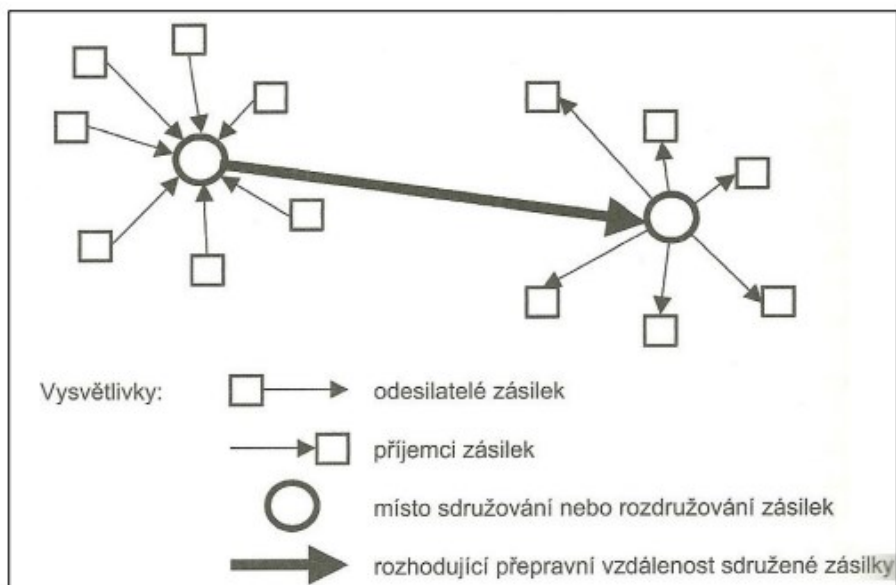 Vysvětlivky:
odesilatelé zásilek
příjemci zásilek
místo sdružování nebo rozdružování zásilek
rozhodující přepravní vzdálenost sdružené zásilky